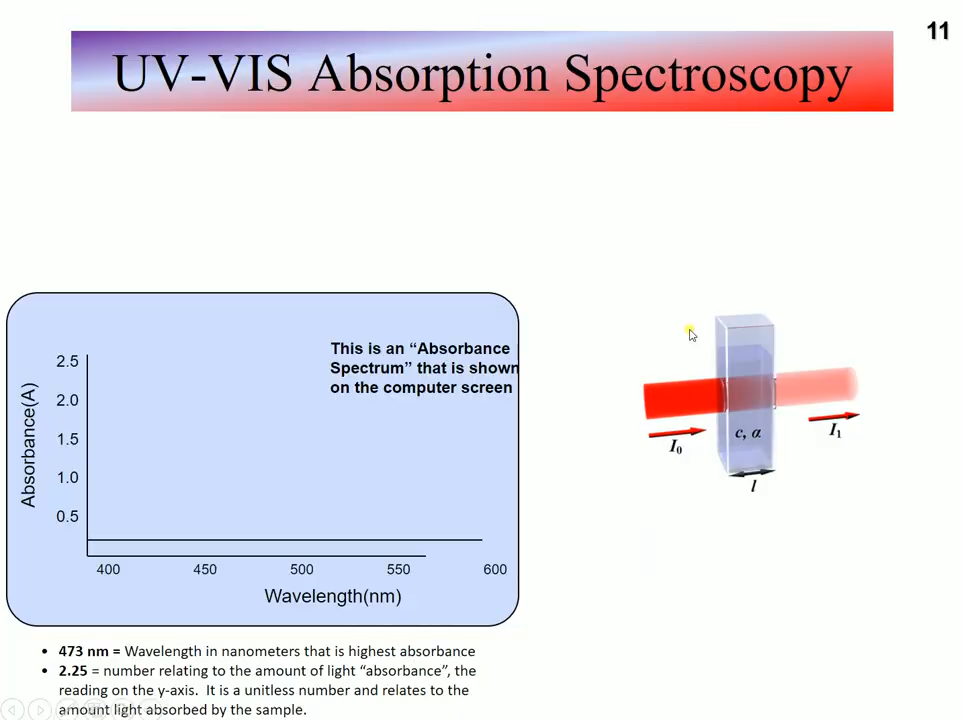 11
UV-VIS Absorption Spectroscopy
This is an “Absorbance
Spectrum” that is shown
on the computer screen
2.5
2.0
1.5
1.0
0.5
Absorbance(A)
400 450 500 550 600
Wavelength(nm)
c, α
I₀
I₁
l
• 473 nm = Wavelength in nanometers that is highest absorbance
• 2.25 = number relating to the amount of light “absorbance”, the
reading on the y-axis. It is a unitless number and relates to the
amount light absorbed by the sample.